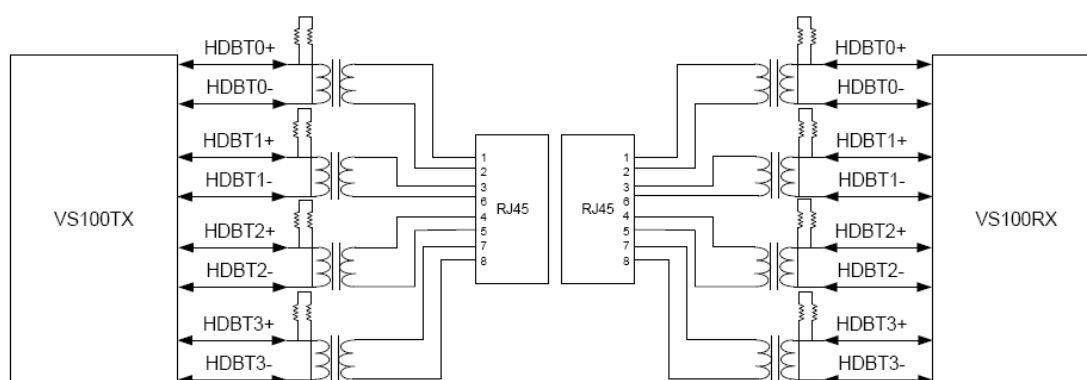 HDBT0+
HDBT0-
HDBT1+
HDBT1-
HDBT2+
HDBT2-
HDBT3+
HDBT3-
VS100TX
1
2
3
6
4
5
7
8
RJ45
RJ45
1
2
3
6
4
5
7
8
HDBT0+
HDBT0-
HDBT1+
HDBT1-
HDBT2+
HDBT2-
HDBT3+
HDBT3-
VS100RX